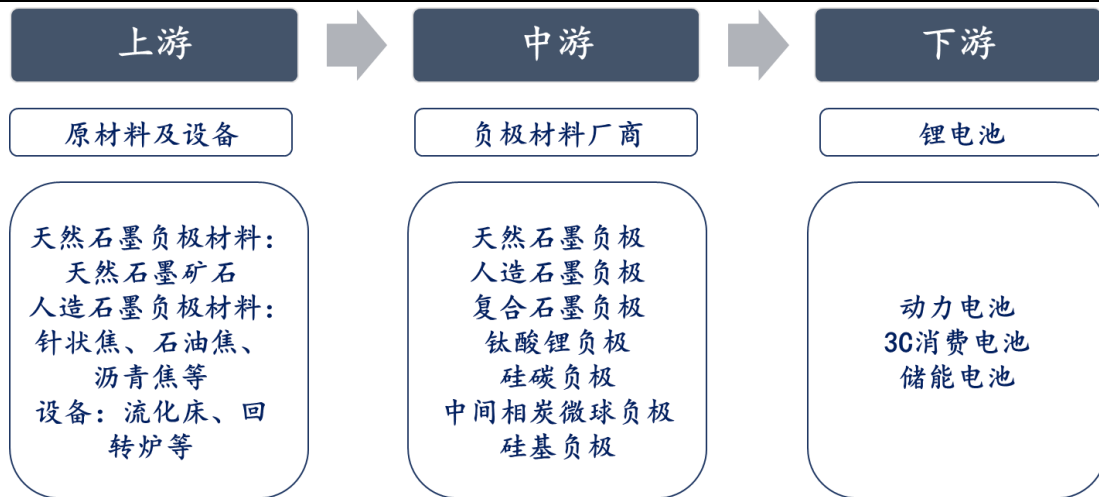 上游
中游
下游
原材料及设备
负极材料厂商
锂电池
天然石墨负极材料：
天然石墨矿石
人造石墨负极材料：
针状焦、石油焦、
沥青焦等
设备：流化床、回
转炉等
天然石墨负极
人造石墨负极
复合石墨负极
钛酸锂负极
硅碳负极
中间相炭微球负极
硅基负极
动力电池
3C消费电池
储能电池